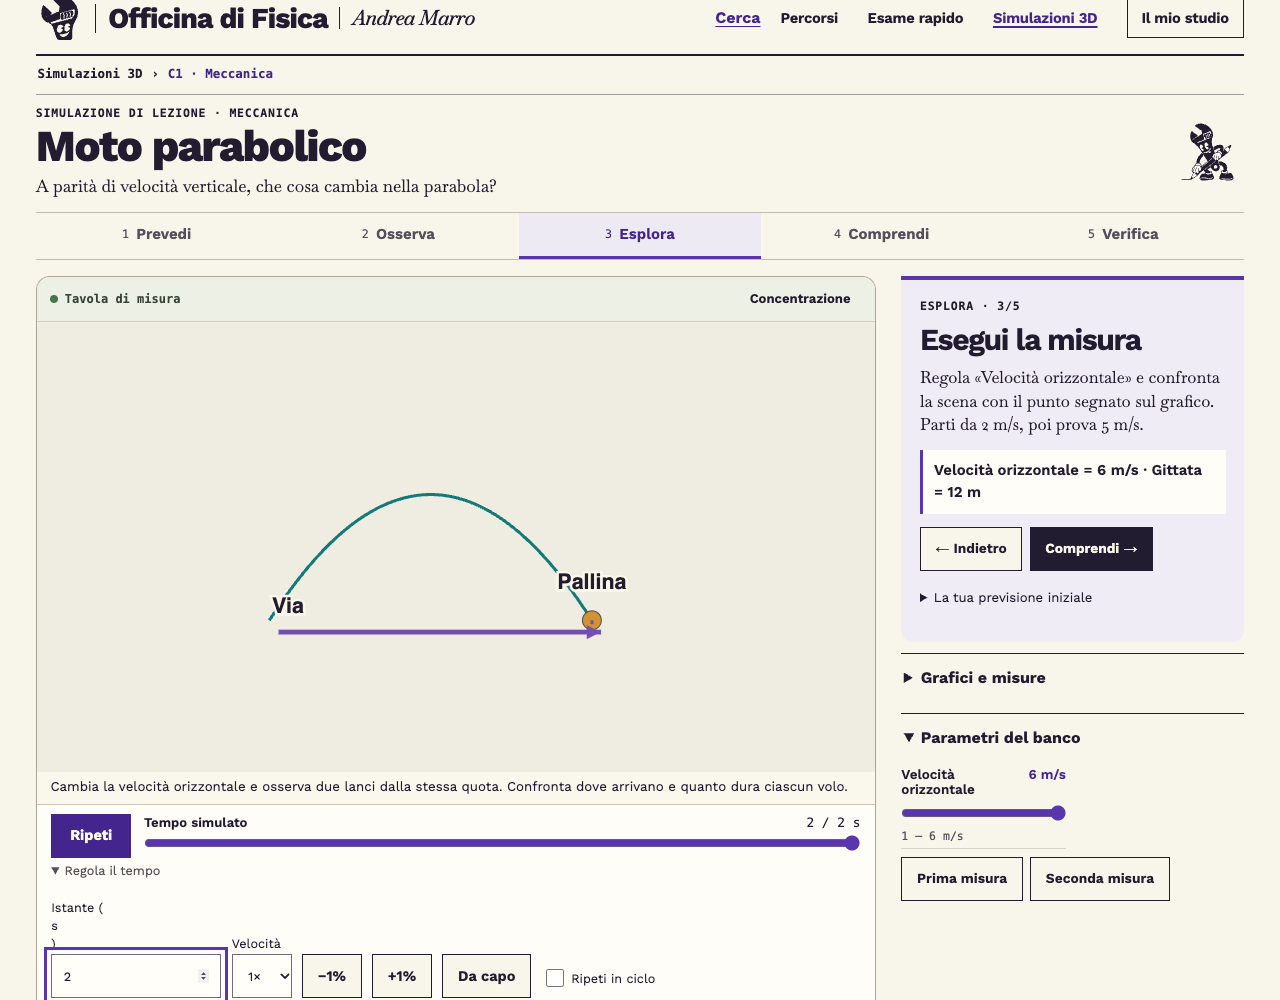 Officina di Fisica
Andrea Marro
Cerca
Percorsi
Esame rapido
Simulazioni 3D
Il mio studio
Simulazioni 3D › C1 · Meccanica
SIMULAZIONE DI LEZIONE · MECCANICA
Moto parabolico
A parità di velocità verticale, che cosa cambia nella parabola?
1 Prevedi
2 Osserva
3 Esplora
4 Comprendi
5 Verifica
Tavola di misura
Concentrazione
Via
Pallina
Cambia la velocità orizzontale e osserva due lanci dalla stessa quota. Confronta dove arrivano e quanto dura ciascun volo.
Ripeti
Tempo simulato
2 / 2 s
▼ Regola il tempo
Istante (
s
)
2
Velocità
1×
−1%
+1%
Da capo
Ripeti in ciclo
ESPLORA · 3/5
Esegui la misura
Regola «Velocità orizzontale» e confronta
la scena con il punto segnato sul grafico.
Parti da 2 m/s, poi prova 5 m/s.
Velocità orizzontale = 6 m/s · Gittata
= 12 m
← Indietro
Comprendi →
▶ La tua previsione iniziale
▶ Grafici e misure
▼ Parametri del banco
Velocità
orizzontale
6 m/s
1 — 6 m/s
Prima misura
Seconda misura